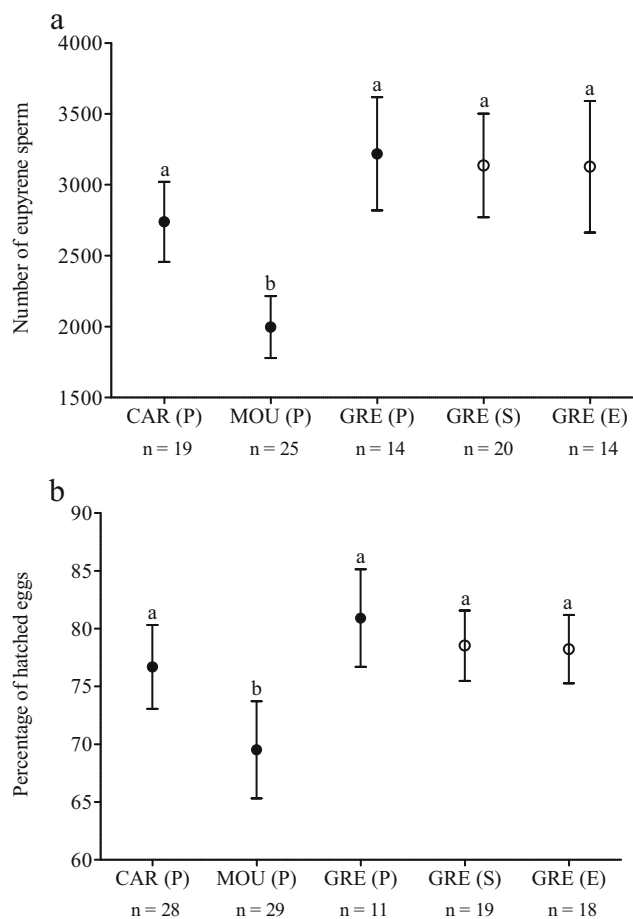 a
4000
3500
3000
2500
2000
1500
Number of eupyrene sperm
a
b
a
a
a
CAR (P) MOU (P) GRE (P) GRE (S) GRE (E)
n = 19 n = 25 n = 14 n = 20 n = 14
b
90
85
80
75
70
65
60
Percentage of hatched eggs
a
b
a
a
a
CAR (P) MOU (P) GRE (P) GRE (S) GRE (E)
n = 28 n = 29 n = 11 n = 19 n = 18